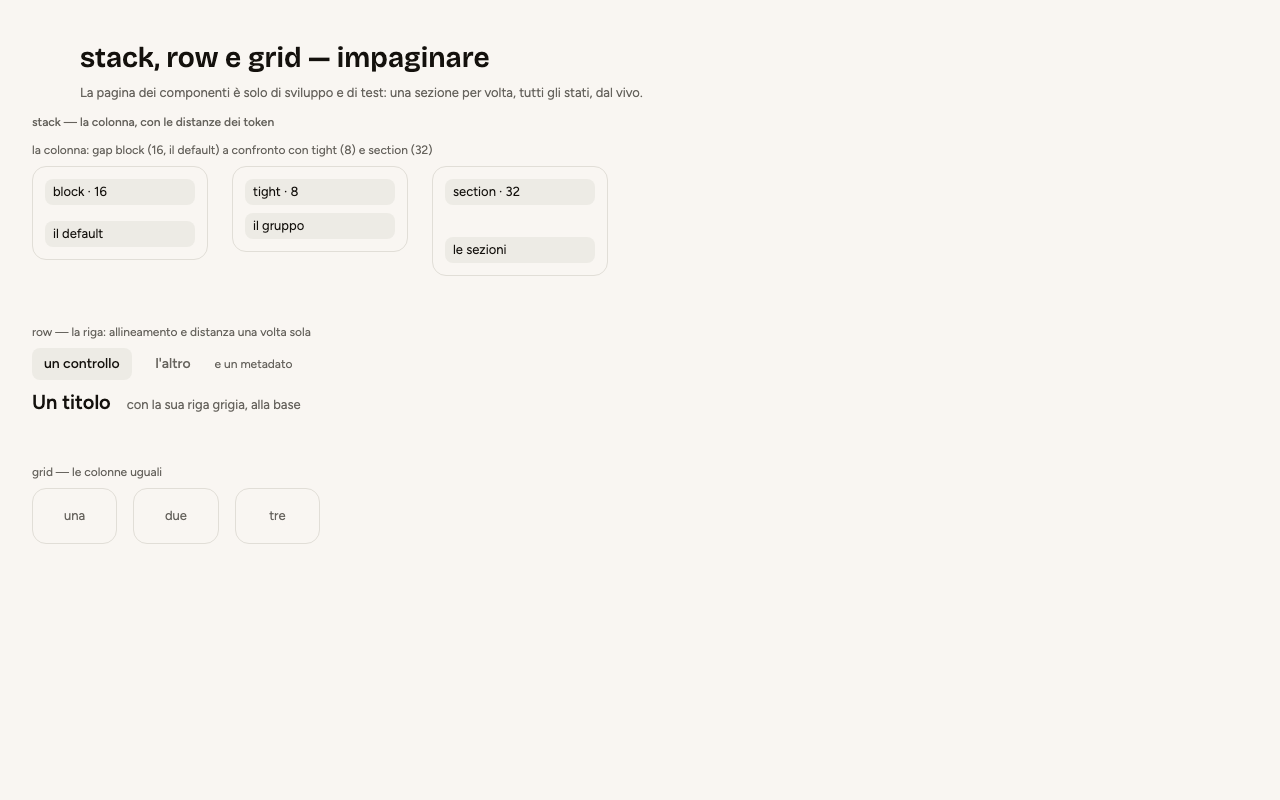 stack, row e grid — impaginare
La pagina dei componenti è solo di sviluppo e di test: una sezione per volta, tutti gli stati, dal vivo.
stack — la colonna, con le distanze dei token
la colonna: gap block (16, il default) a confronto con tight (8) e section (32)
block · 16
il default
tight · 8
il gruppo
section · 32
le sezioni
row — la riga: allineamento e distanza una volta sola
un controllo l'altro e un metadato
Un titolo con la sua riga grigia, alla base
grid — le colonne uguali
una due tre